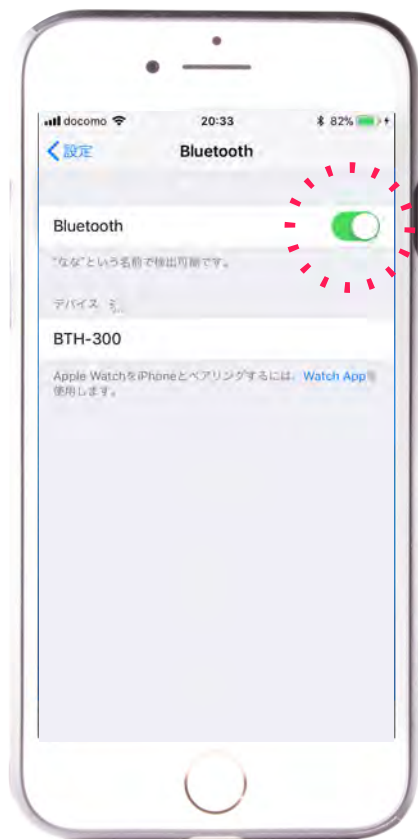 docomo 20:33 82%
設定 Bluetooth
Bluetooth
"なな"という名前で検出可能です。
デバイス
BTH-300
Apple WatchをiPhoneとペアリングするには、Watch Appを
使用します。